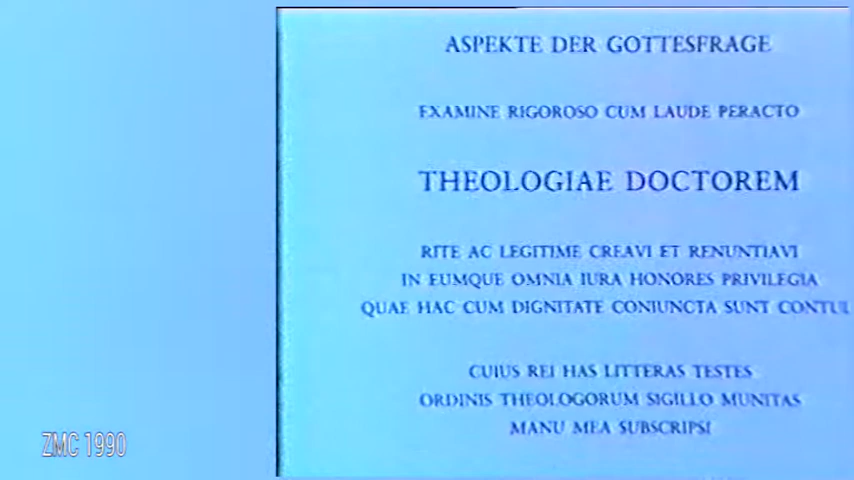 ASPEKTE DER GOTTESFRAGE
EXAMINE RIGOROSO CUM LAUDE PERACTO
THEOLOGIAE DOCTOREM
RITE AC LEGITIME CREAVI ET RENUNTIAVI
IN EUMQUE OMNIA IURA HONORES PRIVILEGIA
QUAE HAC CUM DIGNITATE CONIUNCTA SUNT CONTUL
CUIUS REI HAS LITTERAS TESTES
ORDINIS THEOLOGORUM SIGILLO MUNITAS
MANU MEA SUBSCRIPSI
ZMC 1990